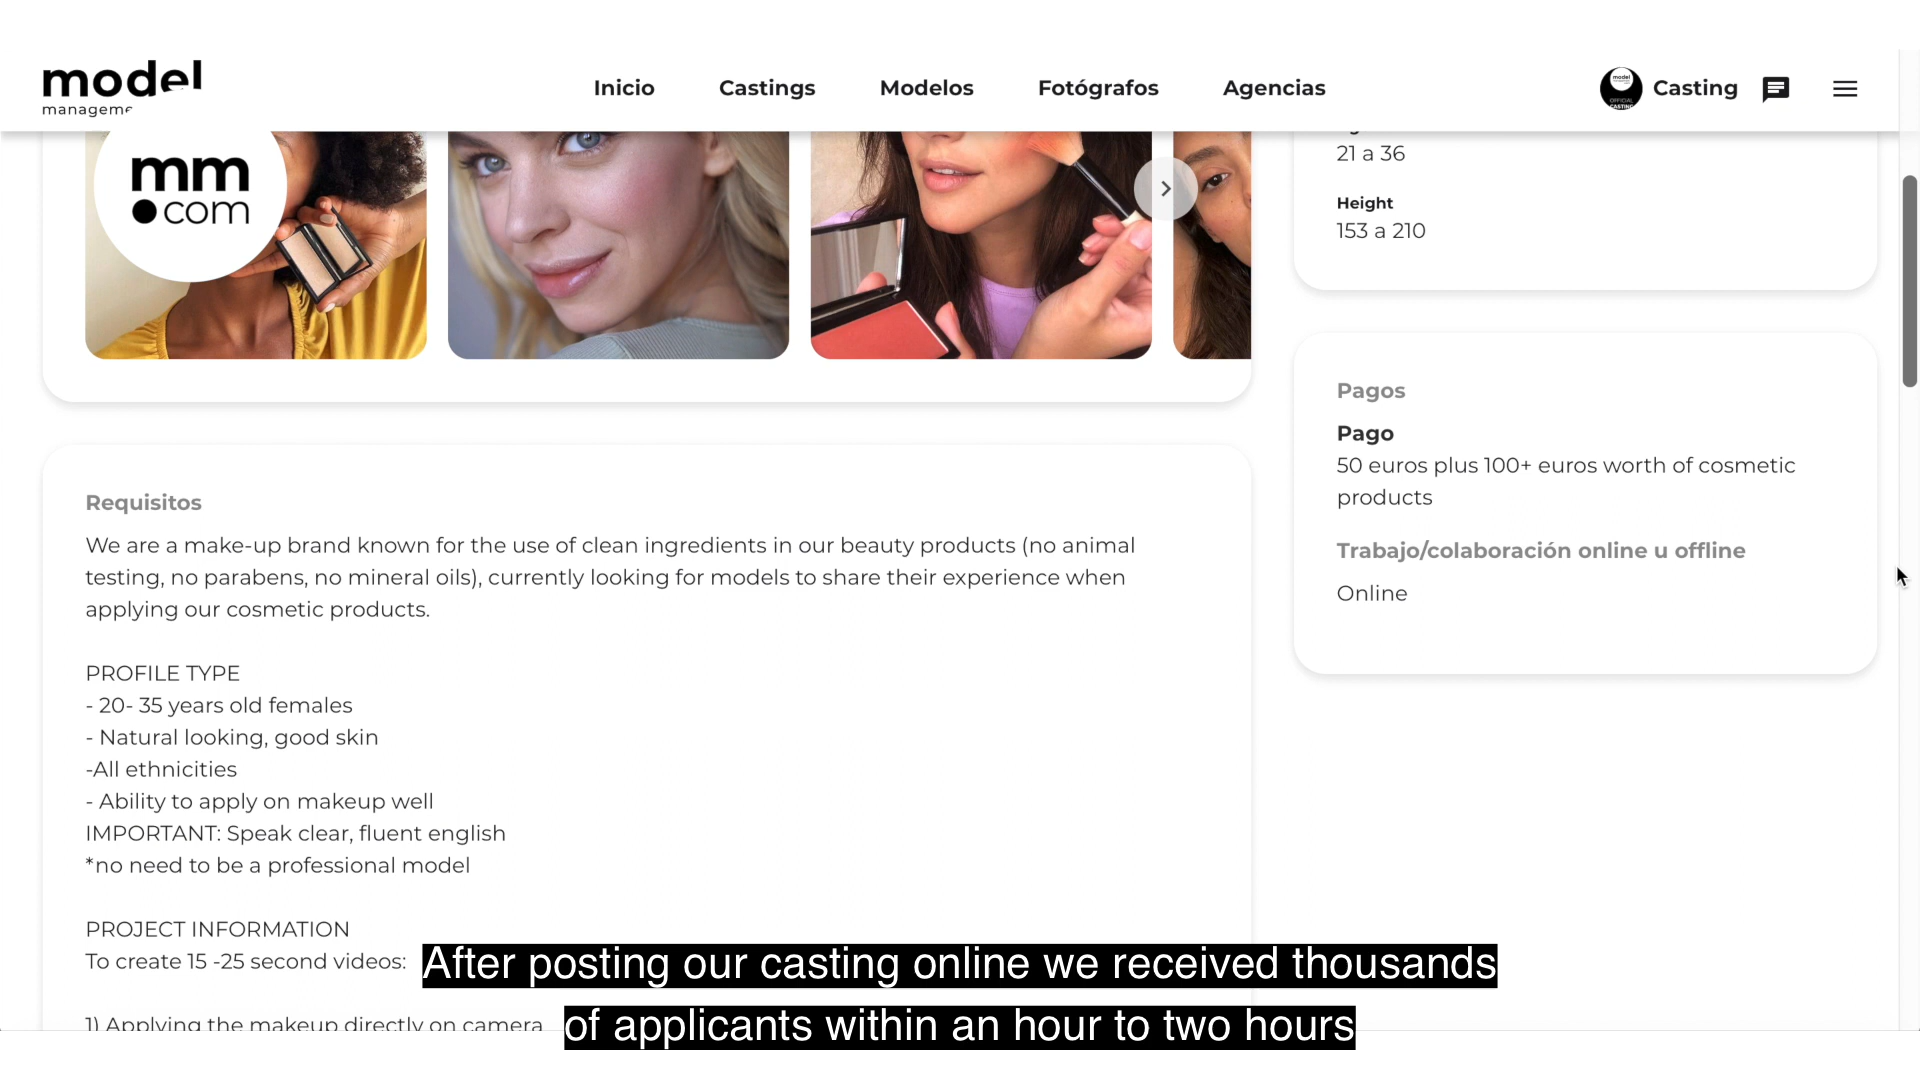 model
manageme
Inicio
Castings
Modelos
Fotógrafos
Agencias
Casting
mm
com
21 a 36
Height
153 a 210
Pagos
Pago
50 euros plus 100+ euros worth of cosmetic
products
Trabajo/colaboración online u offline
Online
Requisitos
We are a make-up brand known for the use of clean ingredients in our beauty products (no animal
testing, no parabens, no mineral oils), currently looking for models to share their experience when
applying our cosmetic products.
PROFILE TYPE
- 20- 35 years old females
- Natural looking, good skin
-All ethnicities
- Ability to apply on makeup well
IMPORTANT: Speak clear, fluent english
*no need to be a professional model
PROJECT INFORMATION
To create 15 -25 second videos:
1) Applying the makeup directly on camera
After posting our casting online we received thousands
of applicants within an hour to two hours